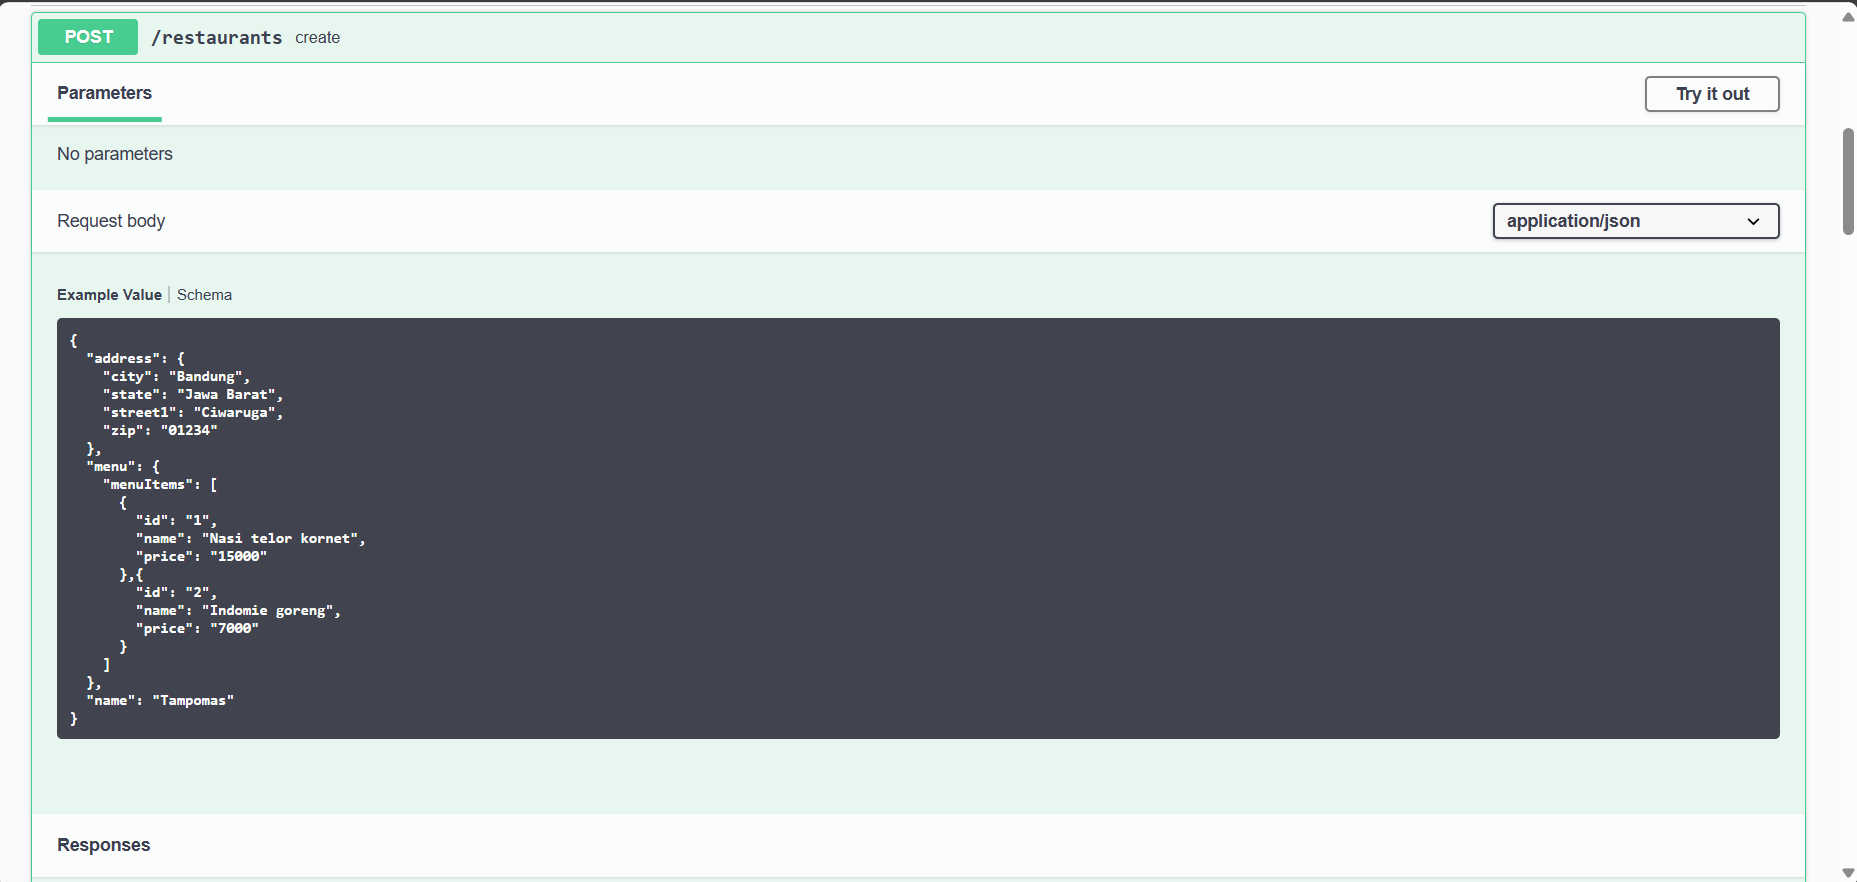 POST /restaurants create
Parameters
Try it out
No parameters
Request body
application/json
Example Value | Schema
{
  "address": {
    "city": "Bandung",
    "state": "Jawa Barat",
    "street1": "Ciwaruga",
    "zip": "01234"
  },
  "menu": {
    "menuItems": [
      {
        "id": "1",
        "name": "Nasi telor kornet",
        "price": "15000"
      },{
        "id": "2",
        "name": "Indomie goreng",
        "price": "7000"
      }
    ]
  },
  "name": "Tampomas"
}
Responses